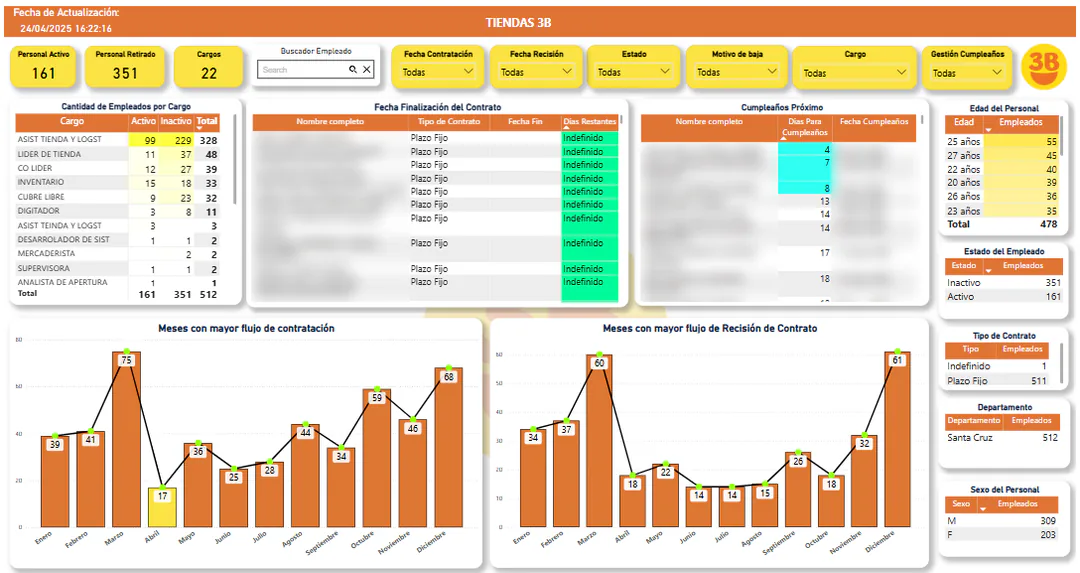 Fecha de Actualización:
24/04/2025 16:22:16
TIENDAS 3B
Personal Activo
161
Personal Retirado
351
Cargos
22
Buscador Empleado
Search
Fecha Contratación
Todas
Fecha Recisión
Todas
Estado
Todas
Motivo de baja
Todas
Cargo
Todas
Gestión Cumpleaños
Todas
3B
Cantidad de Empleados por Cargo
Cargo Activo Inactivo Total
ASIST TIENDA Y LOGST 99 229 328
LIDER DE TIENDA 11 37 48
CO LIDER 12 27 39
INVENTARIO 15 18 33
CUBRE LIBRE 9 23 32
DIGITADOR 3 8 11
ASIST TEINDA Y LOGST 3 3
DESARROLADOR DE SIST 1 1 2
MERCADERISTA 2 2
SUPERVISORA 1 1 2
ANALISTA DE APERTURA 1 1
Total 161 351 512
Fecha Finalización del Contrato
Nombre completo Tipo de Contrato Fecha Fin Días Restantes
Plazo Fijo Indefinido
Plazo Fijo Indefinido
Plazo Fijo Indefinido
Plazo Fijo Indefinido
Plazo Fijo Indefinido
Plazo Fijo Indefinido
Plazo Fijo Indefinido
Plazo Fijo Indefinido
Plazo Fijo Indefinido
Plazo Fijo Indefinido
Cumpleaños Próximo
Nombre completo Dias Para Cumpleaños Fecha Cumpleaños
4
7
8
13
14
14
17
18
Edad del Personal
Edad Empleados
25 años 55
27 años 45
22 años 40
20 años 39
26 años 36
23 años 35
Total 478
Estado del Empleado
Estado Empleados
Inactivo 351
Activo 161
Tipo de Contrato
Tipo Empleados
Indefinido 1
Plazo Fijo 511
Departamento
Departamento Empleados
Santa Cruz 512
Sexo del Personal
Sexo Empleados
M 309
F 203
Meses con mayor flujo de contratación
80
60
40
20
0
39 41 75 17 36 25 28 44 34 59 46 68
Enero Febrero Marzo Abril Mayo Junio Julio Agosto Septiembre Octubre Noviembre Diciembre
Meses con mayor flujo de Recisión de Contrato
60
50
40
30
20
10
0
34 37 60 18 22 14 14 15 26 18 32 61
Enero Febrero Marzo Abril Mayo Junio Julio Agosto Septiembre Octubre Noviembre Diciembre